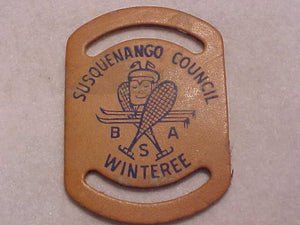 SUSQUENANGO COUNCIL
B A
S
WINTEREE